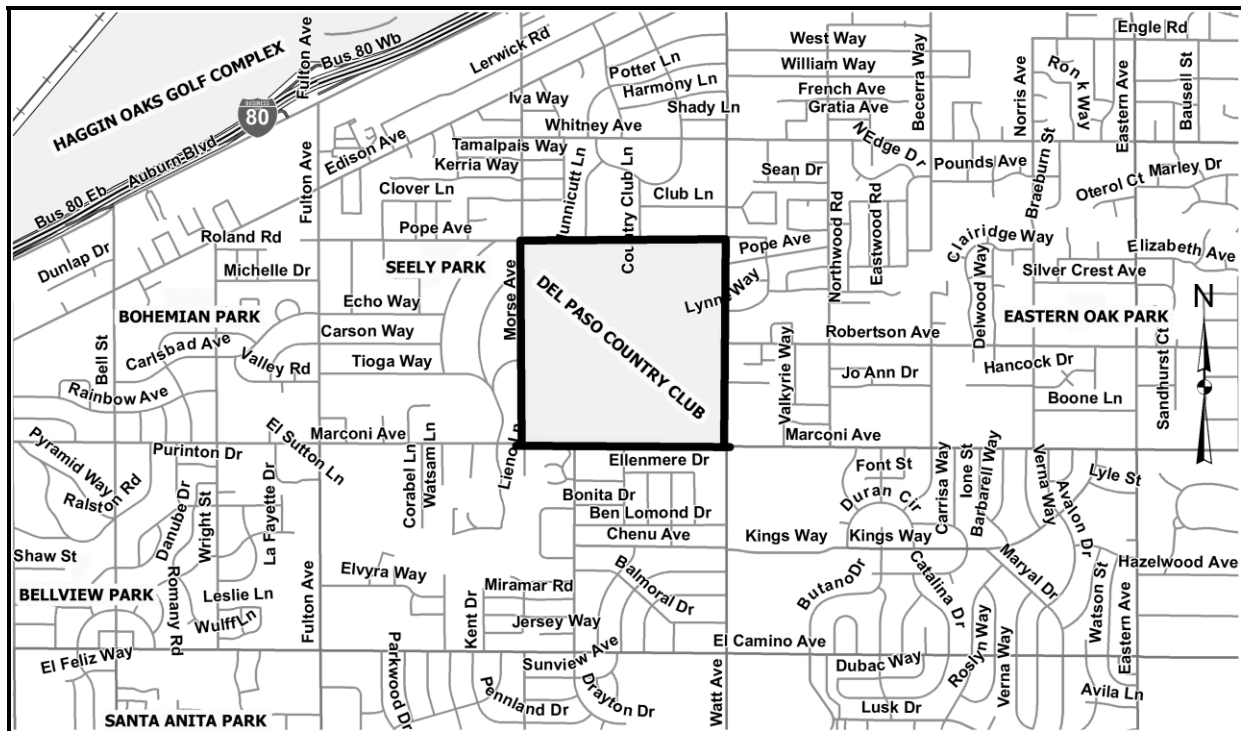 Engle Rd
West Way
Lerwick Rd
Bus 80 Wb
Fulton Ave
HAGGIN OAKS GOLF COMPLEX
BUSINESS
80
Potter Ln
William Way
Becerra Way
Norris Ave
Ronk Way
Eastern Ave
Bausell St
Harmony Ln
French Ave
Iva Way
Shady Ln
Gratia Ave
Whitney Ave
Edison Ave
Auburn Blvd
Bus 80 Eb
Tamalpais Way
N Edge Dr
Kerria Way
Pounds Ave
Marley Dr
Sean Dr
Braeburn St
Oterol Ct
Clover Ln
Club Ln
Fulton Ave
Hunnicutt Ln
Country Club Ln
Northwood Rd
Eastwood Rd
Pope Ave
Roland Rd
Pope Ave
Clairidge Way
Elizabeth Ave
Dunlap Dr
Michelle Dr
SEELY PARK
Silver Crest Ave
N
Morse Ave
DEL PASO COUNTRY CLUB
Lynne Way
Delwood Way
Echo Way
BOHEMIAN PARK
EASTERN OAK PARK
Carson Way
Robertson Ave
Bell St
Carlsbad Ave
Valley Rd
Tioga Way
Valkyrie Way
Hancock Dr
Sandhurst Ct
Jo Ann Dr
Rainbow Ave
Boone Ln
Marconi Ave
Marconi Ave
El Sutton Ln
Pyramid Way
Purinton Dr
Corabel Ln
Watsam Ln
Lieno Ln
Ellenmere Dr
Font St
Carrisa Way
Ione St
Barbarell Way
Verna Way
Lyle St
Ralston Rd
Danube Dr
Wright St
La Fayette Dr
Bonita Dr
Duran Cir
Avalon Dr
Ben Lomond Dr
Chenu Ave
Kings Way
Kings Way
Shaw St
Hazelwood Ave
Elvyra Way
Miramar Rd
Balmoral Dr
Butano Dr
Catalina Dr
Maryal Dr
Watson St
BELLVIEW PARK
Romany Rd
Leslie Ln
Wulff Ln
Fulton Ave
Kent Dr
Jersey Way
Eastern Ave
El Camino Ave
El Feliz Way
Parkwood Dr
Sunview Ave
Dubac Way
Roslyn Way
Verna Way
Pennland Dr
Drayton Dr
Watt Ave
Avila Ln
Lusk Dr
SANTA ANITA PARK